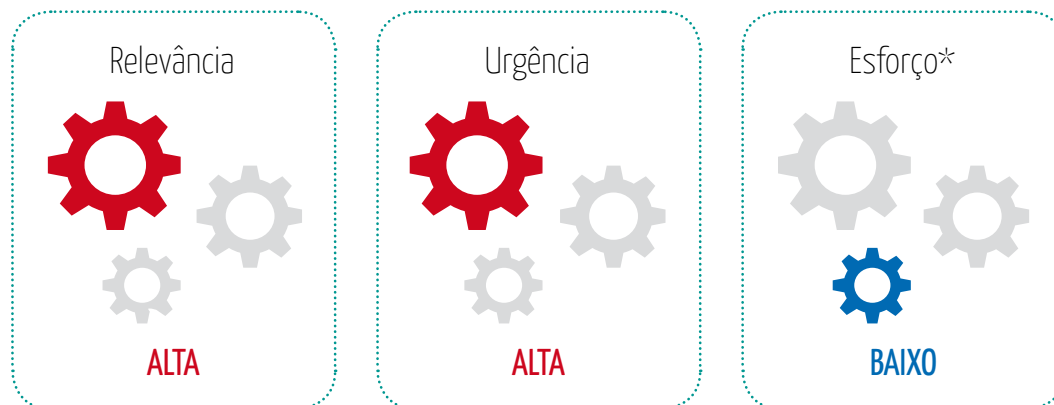 Relevância
Urgência
Esforço*
ALTA
ALTA
BAIXO